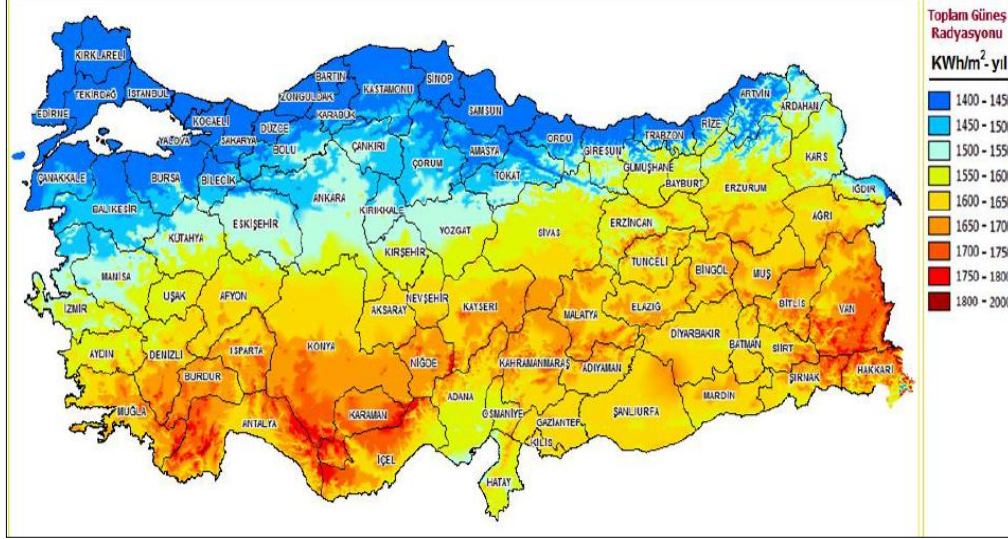 Toplam Güneş
Radyasyonu
KWh/m²-yıl
1400 - 145
1450 - 150
1500 - 155
1550 - 160
1600 - 165
1650 - 170
1700 - 175
1750 - 180
1800 - 200
KIRKLARELİ
TEKİRDAĞ
İSTANBUL
EDİRNE
KOCAELİ
YALOVA
SAKARYA
DÜZCE
ZONGULDAK
BARTIN
KARABÜK
KASTAMONU
SİNOP
SAMSUN
ORDU
GİRESUN
TRABZON
RİZE
ARTVİN
ARDAHAN
ÇANAKKALE
BALIKESİR
BURSA
BİLECİK
BOLU
ÇANKIRI
ÇORUM
AMASYA
TOKAT
GÜMÜŞHANE
BAYBURT
ERZURUM
KARS
IĞDIR
AĞRI
KÜTAHYA
ESKİŞEHİR
ANKARA
KIRIKKALE
KIRŞEHİR
YOZGAT
SİVAS
ERZİNCAN
TUNCELİ
BİNGÖL
MUŞ
MANİSA
İZMİR
UŞAK
AFYON
AKSARAY
NEVŞEHİR
KAYSERİ
MALATYA
ELAZIĞ
BİTLİS
VAN
AYDIN
DENİZLİ
ISPARTA
KONYA
NİĞDE
KAHRAMANMARAŞ
ADIYAMAN
DİYARBAKIR
BATMAN
SİİRT
HAKKARİ
ŞIRNAK
MARDİN
BURDUR
MUĞLA
ANTALYA
KARAMAN
İÇEL
ADANA
OSMANİYE
GAZİANTEP
KİLİS
ŞANLIURFA
HATAY